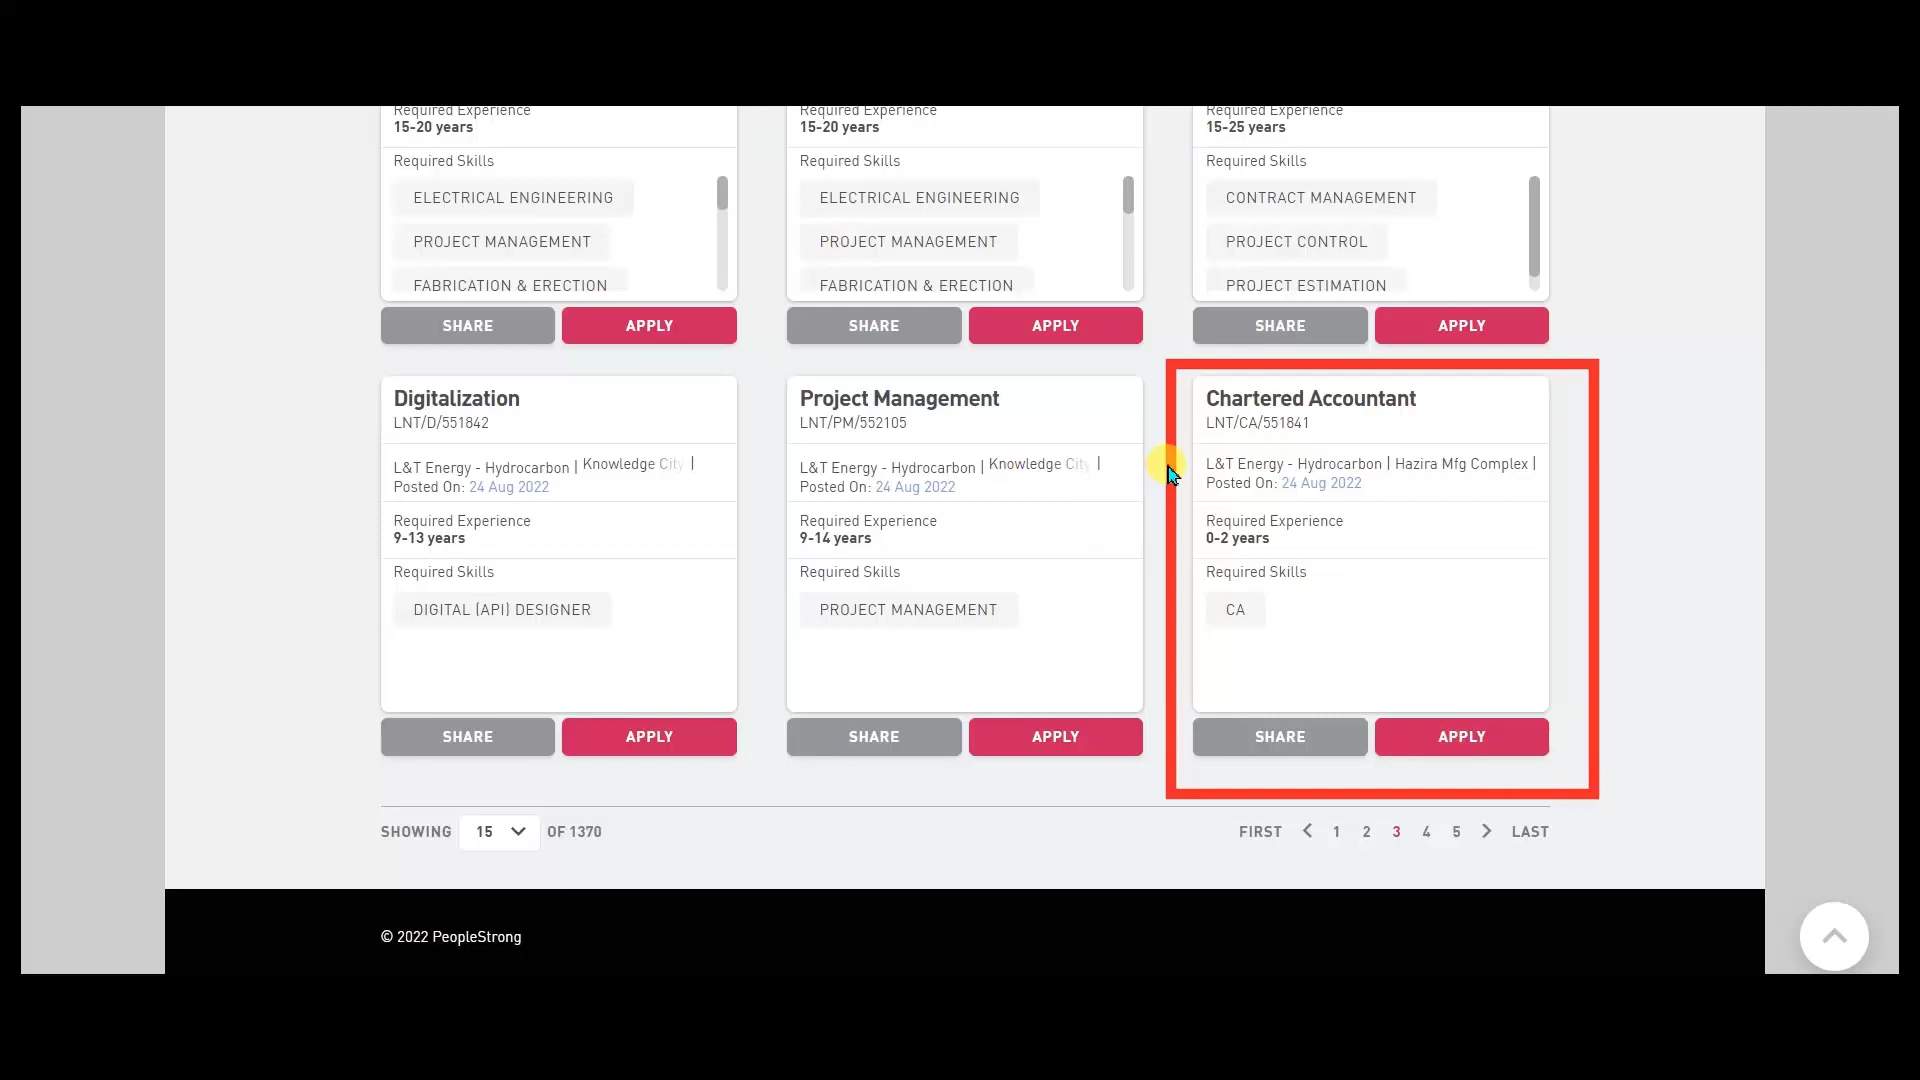 Required Experience
15-20 years
Required Skills
ELECTRICAL ENGINEERING
PROJECT MANAGEMENT
FABRICATION & ERECTION
SHARE
APPLY
Required Experience
15-20 years
Required Skills
ELECTRICAL ENGINEERING
PROJECT MANAGEMENT
FABRICATION & ERECTION
SHARE
APPLY
Required Experience
15-25 years
Required Skills
CONTRACT MANAGEMENT
PROJECT CONTROL
PROJECT ESTIMATION
SHARE
APPLY
Digitalization
LNT/D/551842
L&T Energy - Hydrocarbon | Knowledge City |
Posted On: 24 Aug 2022
Required Experience
9-13 years
Required Skills
DIGITAL (API) DESIGNER
SHARE
APPLY
Project Management
LNT/PM/552105
L&T Energy - Hydrocarbon | Knowledge City |
Posted On: 24 Aug 2022
Required Experience
9-14 years
Required Skills
PROJECT MANAGEMENT
SHARE
APPLY
Chartered Accountant
LNT/CA/551841
L&T Energy - Hydrocarbon | Hazira Mfg Complex |
Posted On: 24 Aug 2022
Required Experience
0-2 years
Required Skills
CA
SHARE
APPLY
SHOWING 15 OF 1370
FIRST 1 2 3 4 5 LAST
© 2022 PeopleStrong